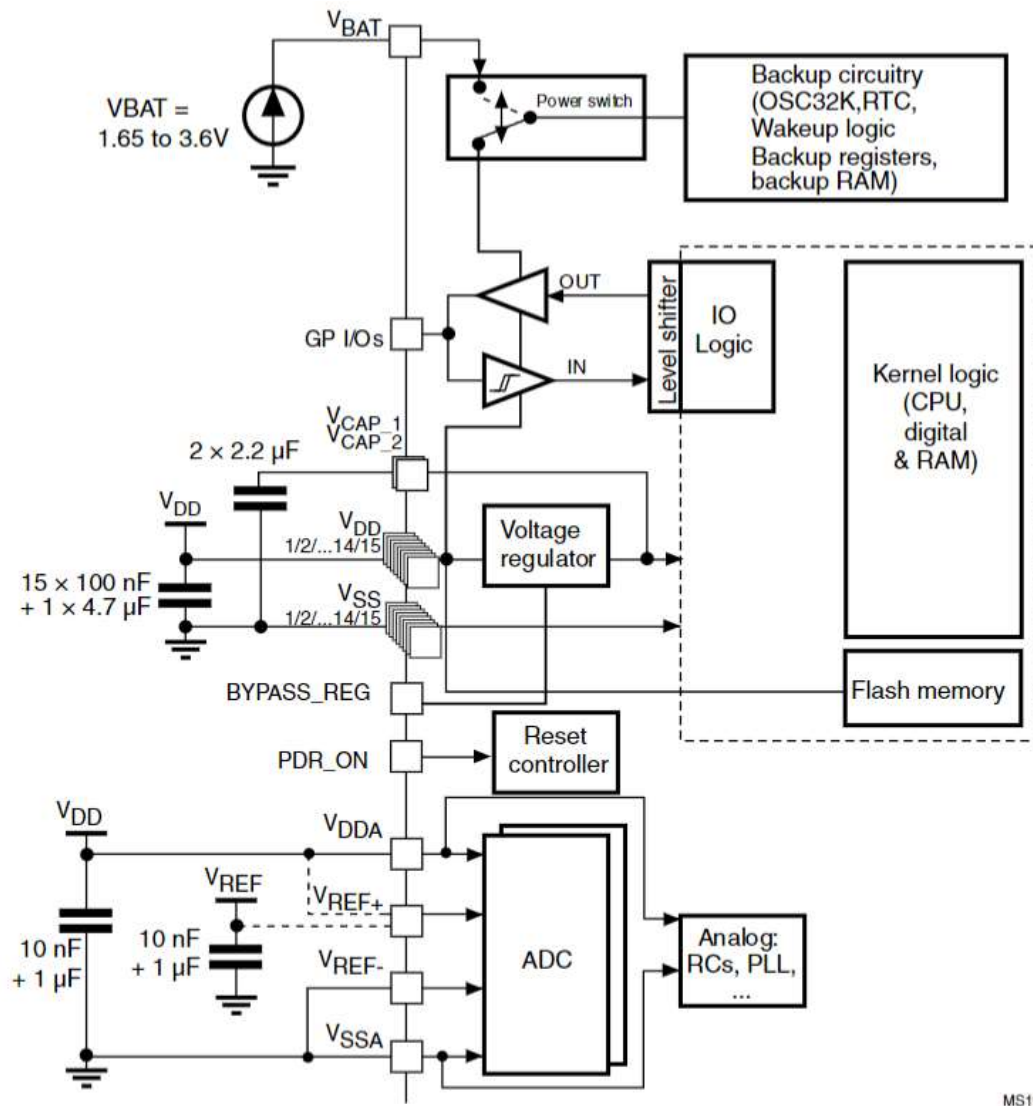 VBAT
VBAT =
1.65 to 3.6V
Power switch
Backup circuitry
(OSC32K,RTC,
Wakeup logic
Backup registers,
backup RAM)
OUT
GP I/Os
IN
Level shifter
IO
Logic
Kernel logic
(CPU,
digital
& RAM)
VCAP_1
VCAP_2
2 × 2.2 µF
VDD
VDD
1/2/...14/15
Voltage
regulator
15 × 100 nF
+ 1 × 4.7 µF
VSS
1/2/...14/15
BYPASS_REG
Flash memory
PDR_ON
Reset
controller
VDD
VDDA
VREF
VREF+
10 nF
+ 1 µF
10 nF
+ 1 µF
VREF-
ADC
Analog:
RCs, PLL,
...
VSSA
MS1